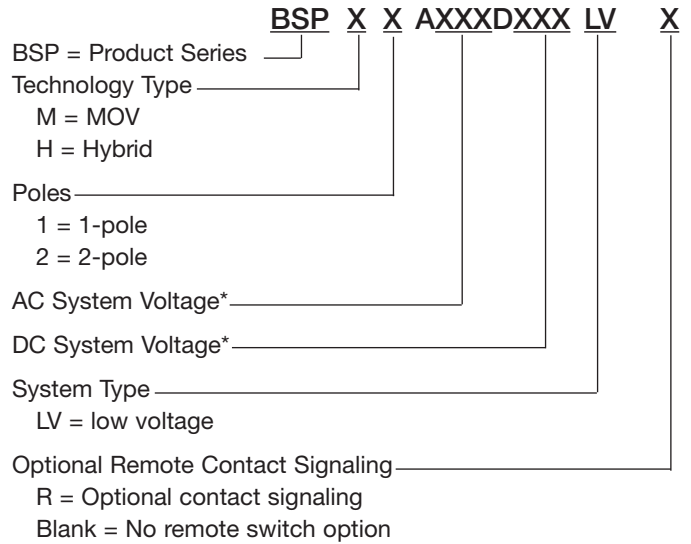 BSP X X AXXXDXXX LV X
BSP = Product Series
Technology Type
M = MOV
H = Hybrid
Poles
1 = 1-pole
2 = 2-pole
AC System Voltage*
DC System Voltage*
System Type
LV = low voltage
Optional Remote Contact Signaling
R = Optional contact signaling
Blank = No remote switch option